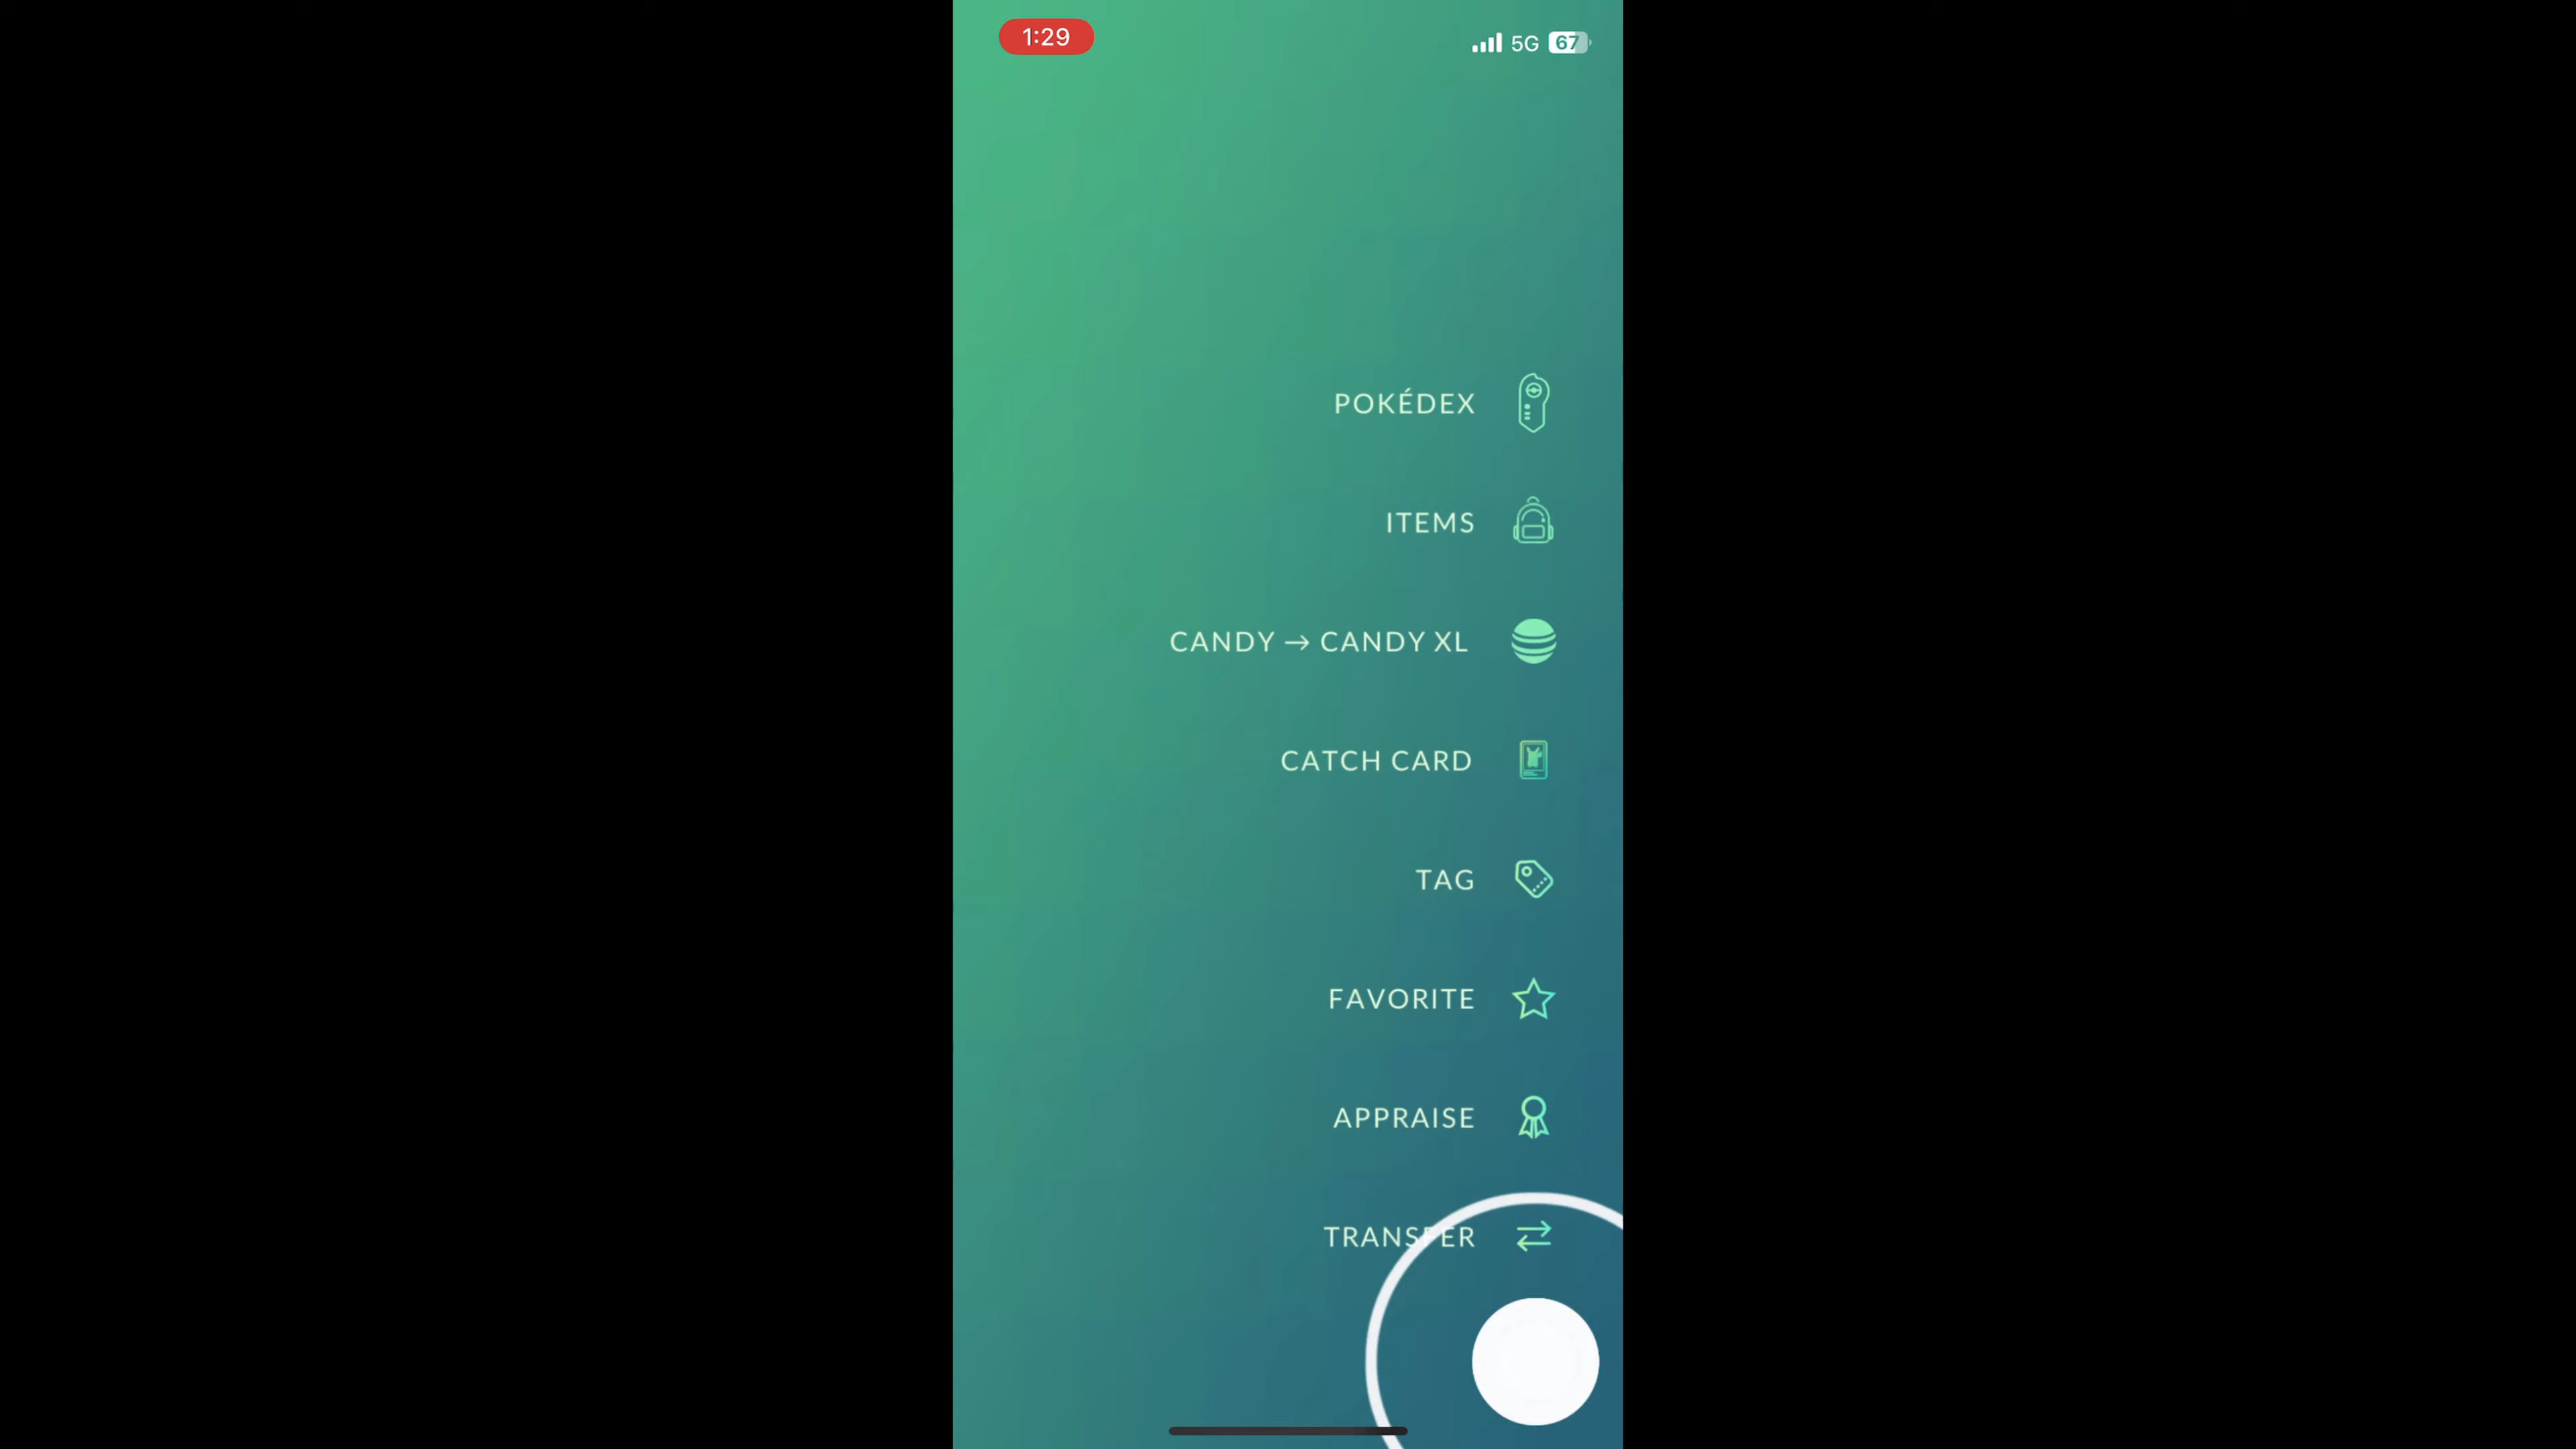 1:29
5G 67
POKÉDEX
ITEMS
CANDY → CANDY XL
CATCH CARD
TAG
FAVORITE
APPRAISE
TRANSFER